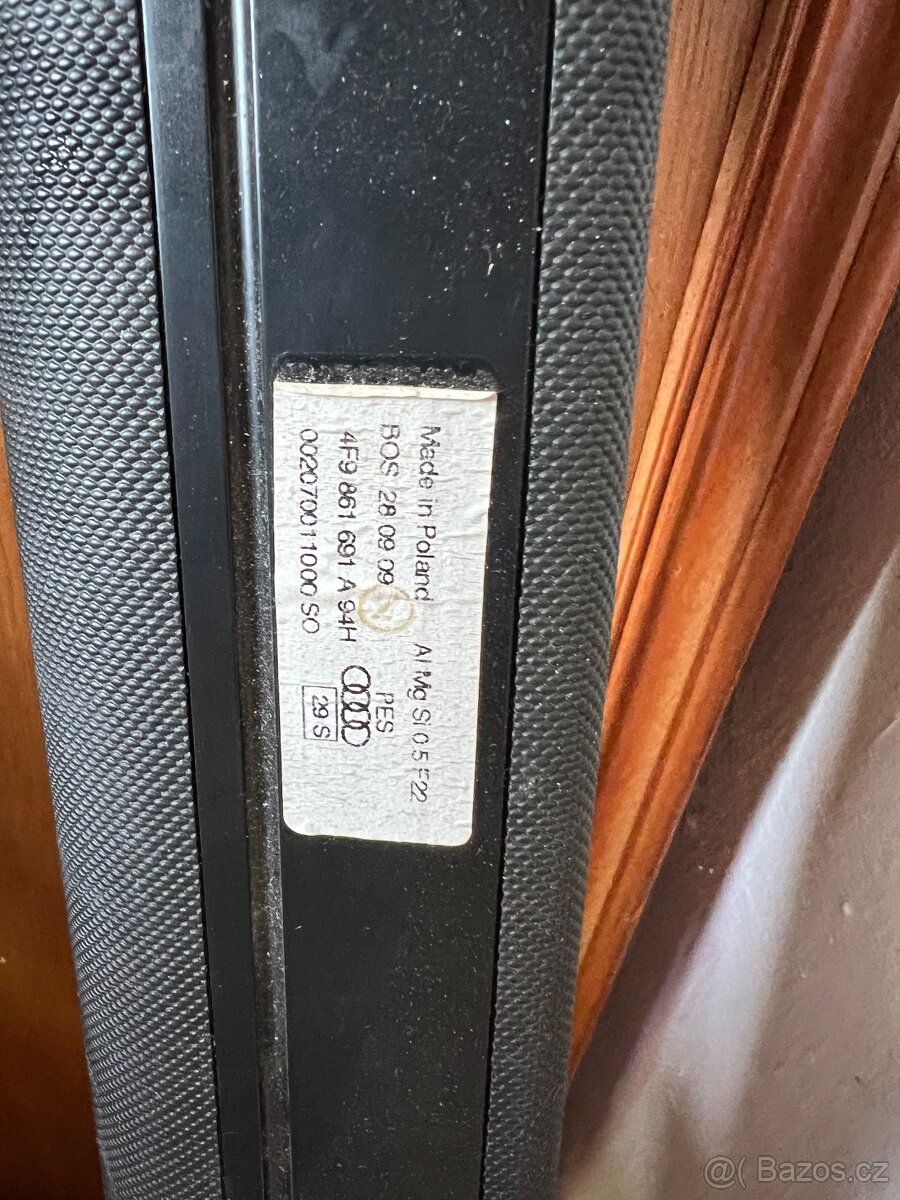 Made in Poland Al Mg Si 0.5 F22
BOS 28 09 09 PES
4F9 861 691 A 94H
002070011000 SO 29 S
@( Bazos.cz